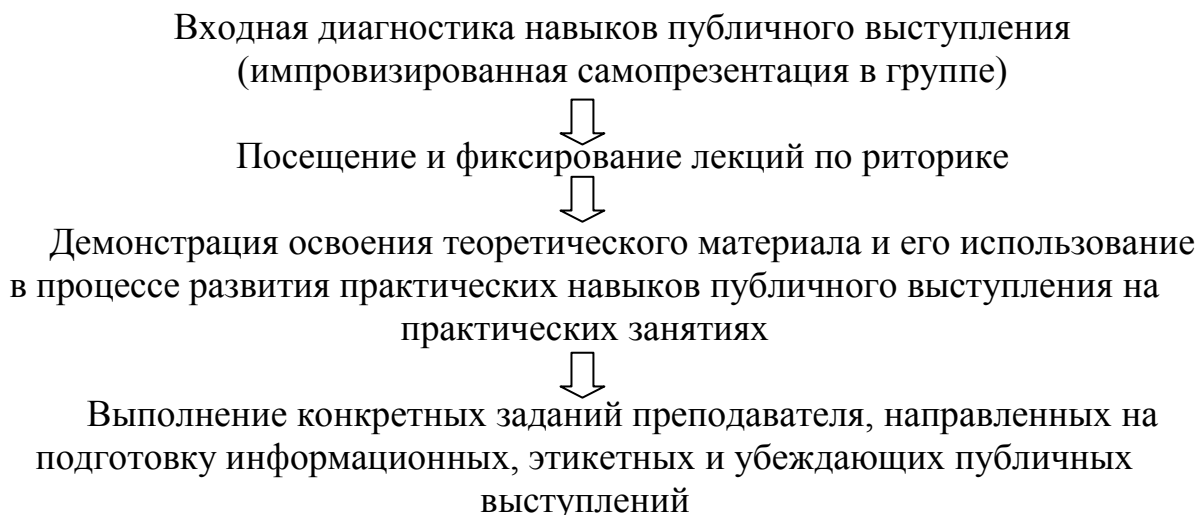 Входная диагностика навыков публичного выступления
(импровизированная самопрезентация в группе)
Посещение и фиксирование лекций по риторике
Демонстрация освоения теоретического материала и его использование
в процессе развития практических навыков публичного выступления на
практических занятиях
Выполнение конкретных заданий преподавателя, направленных на
подготовку информационных, этикетных и убеждающих публичных
выступлений